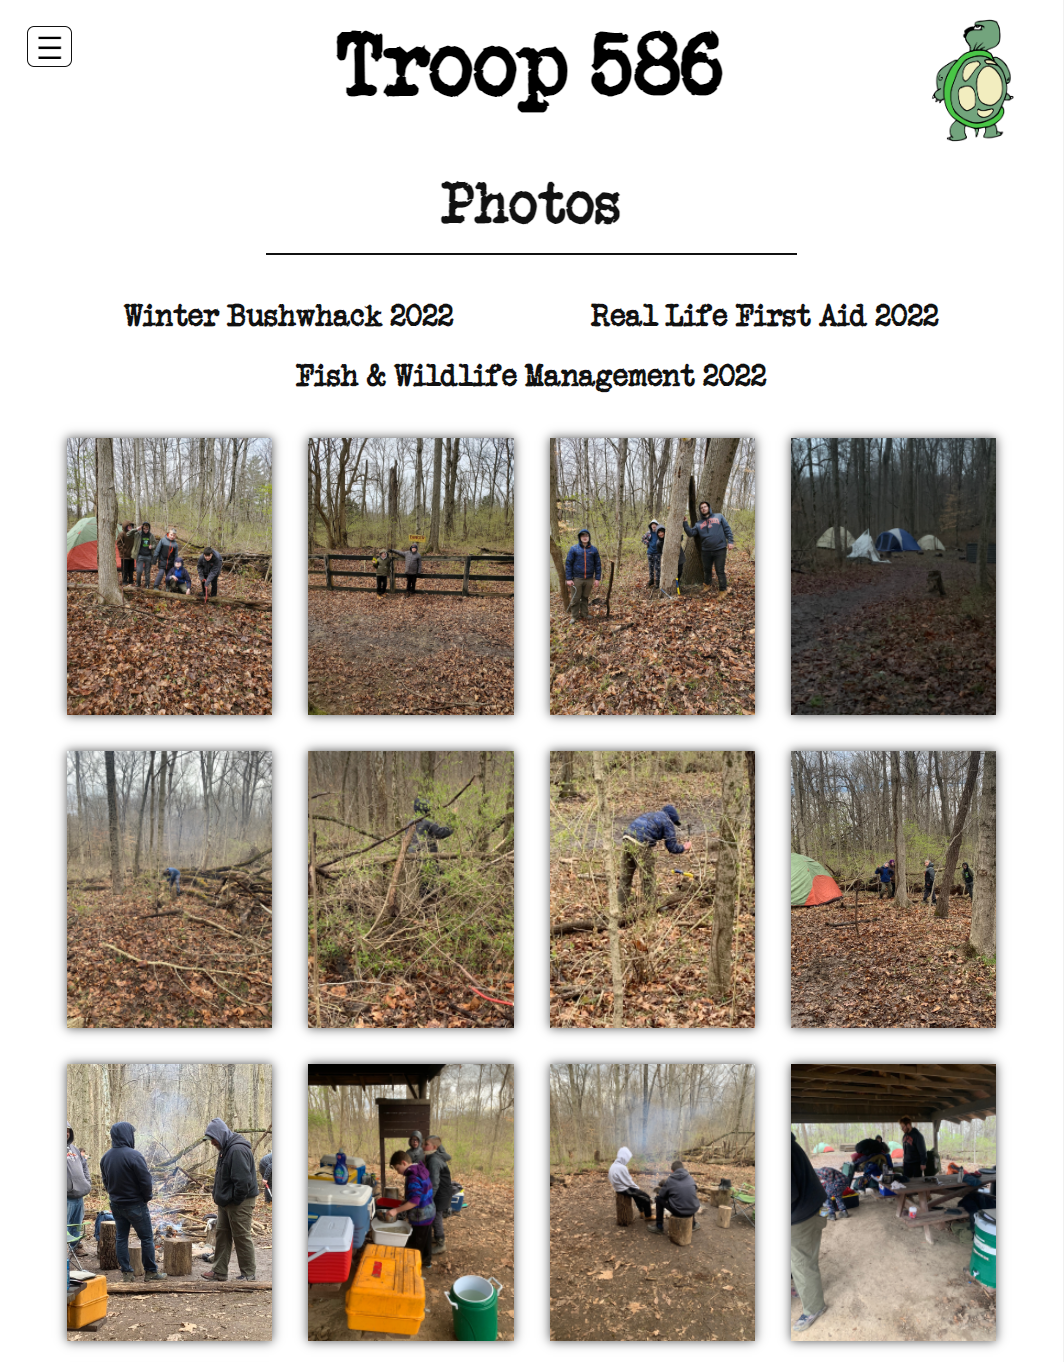 Troop 586
Photos
Winter Bushwhack 2022
Real Life First Aid 2022
Fish & Wildlife Management 2022